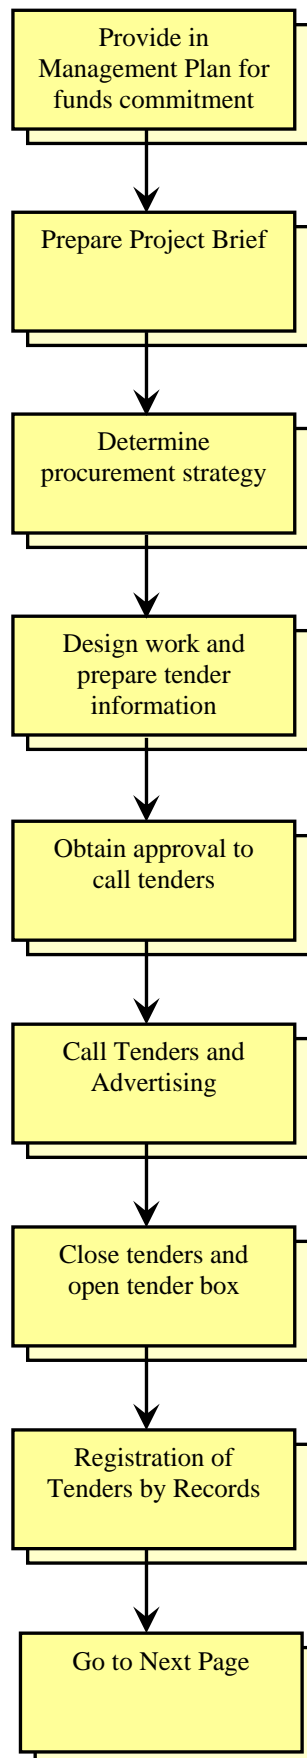 Provide in
Management Plan for
funds commitment
Prepare Project Brief
Determine
procurement strategy
Design work and
prepare tender
information
Obtain approval to
call tenders
Call Tenders and
Advertising
Close tenders and
open tender box
Registration of
Tenders by Records
Go to Next Page